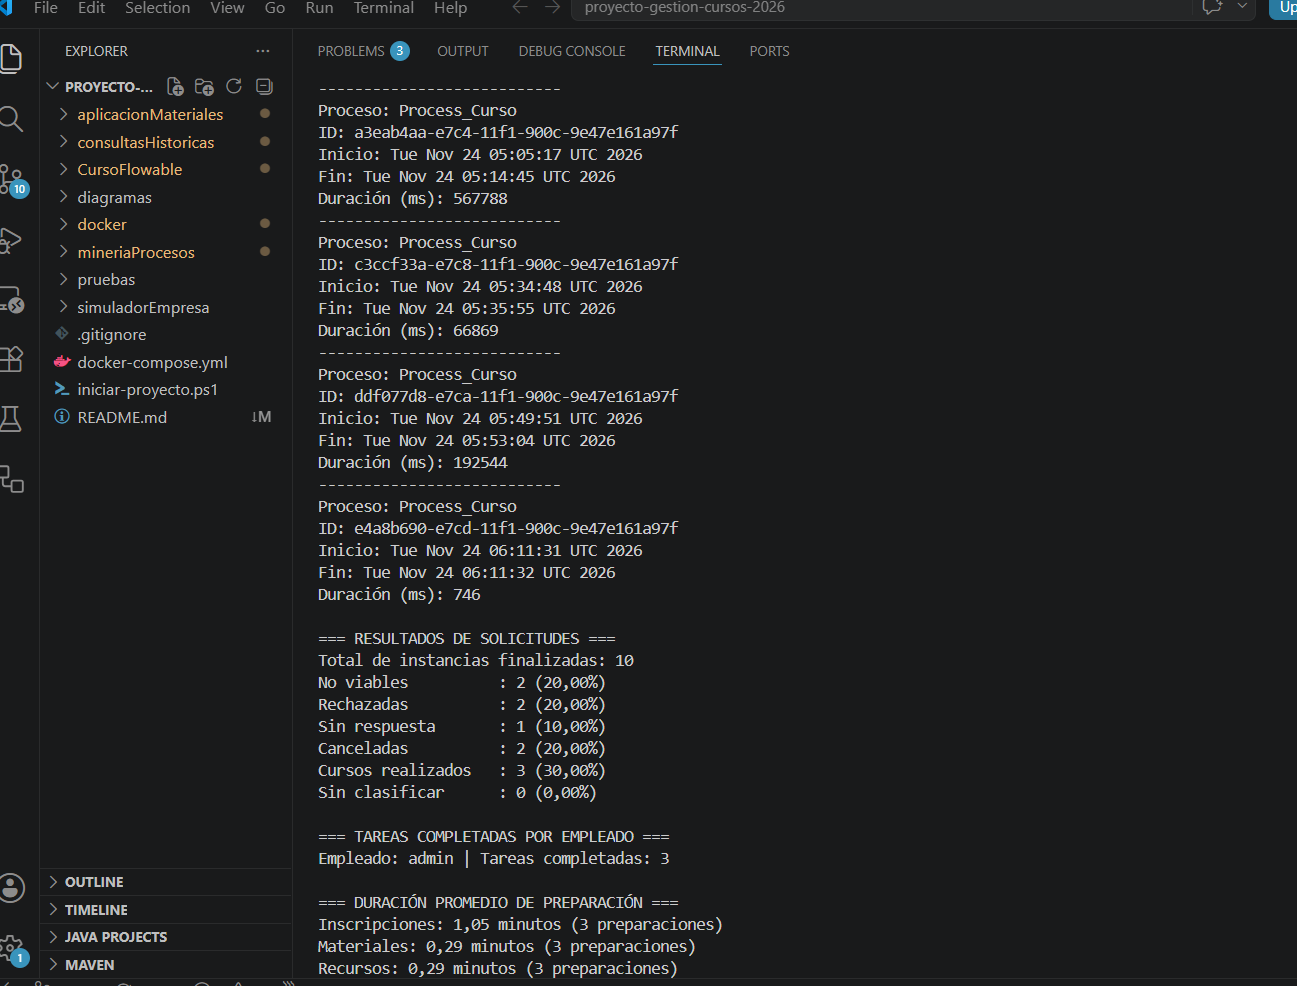 File Edit Selection View Go Run Terminal Help
proyecto-gestion-cursos-2026
Up
EXPLORER
PROYECTO-...
aplicacionMateriales
consultasHistoricas
CursoFlowable
diagramas
docker
mineriaProcesos
pruebas
simuladorEmpresa
.gitignore
docker-compose.yml
iniciar-proyecto.ps1
README.md ↓M
OUTLINE
TIMELINE
JAVA PROJECTS
MAVEN
10
1
PROBLEMS 3 OUTPUT DEBUG CONSOLE TERMINAL PORTS
---------------------------
Proceso: Process_Curso
ID: a3eab4aa-e7c4-11f1-900c-9e47e161a97f
Inicio: Tue Nov 24 05:05:17 UTC 2026
Fin: Tue Nov 24 05:14:45 UTC 2026
Duración (ms): 567788
---------------------------
Proceso: Process_Curso
ID: c3ccf33a-e7c8-11f1-900c-9e47e161a97f
Inicio: Tue Nov 24 05:34:48 UTC 2026
Fin: Tue Nov 24 05:35:55 UTC 2026
Duración (ms): 66869
---------------------------
Proceso: Process_Curso
ID: ddf077d8-e7ca-11f1-900c-9e47e161a97f
Inicio: Tue Nov 24 05:49:51 UTC 2026
Fin: Tue Nov 24 05:53:04 UTC 2026
Duración (ms): 192544
---------------------------
Proceso: Process_Curso
ID: e4a8b690-e7cd-11f1-900c-9e47e161a97f
Inicio: Tue Nov 24 06:11:31 UTC 2026
Fin: Tue Nov 24 06:11:32 UTC 2026
Duración (ms): 746
=== RESULTADOS DE SOLICITUDES ===
Total de instancias finalizadas: 10
No viables : 2 (20,00%)
Rechazadas : 2 (20,00%)
Sin respuesta : 1 (10,00%)
Canceladas : 2 (20,00%)
Cursos realizados : 3 (30,00%)
Sin clasificar : 0 (0,00%)
=== TAREAS COMPLETADAS POR EMPLEADO ===
Empleado: admin | Tareas completadas: 3
=== DURACIÓN PROMEDIO DE PREPARACIÓN ===
Inscripciones: 1,05 minutos (3 preparaciones)
Materiales: 0,29 minutos (3 preparaciones)
Recursos: 0,29 minutos (3 preparaciones)